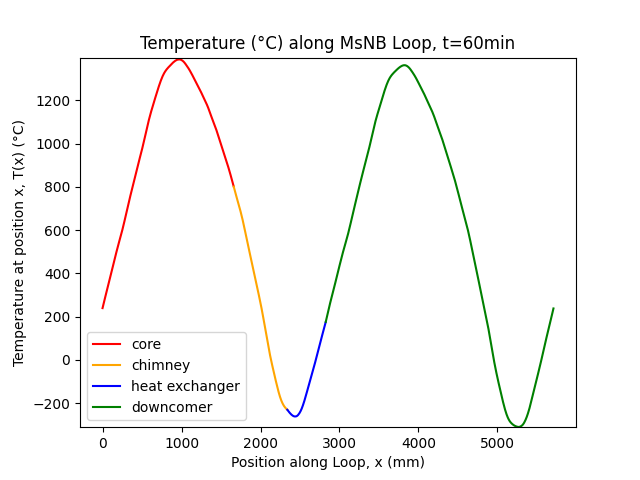 Temperature (°C) along MsNB Loop, t=60min
Temperature at position x, T(x) (°C)
1200
1000
800
600
400
200
0
−200
core
chimney
heat exchanger
downcomer
0
1000
2000
3000
4000
5000
Position along Loop, x (mm)